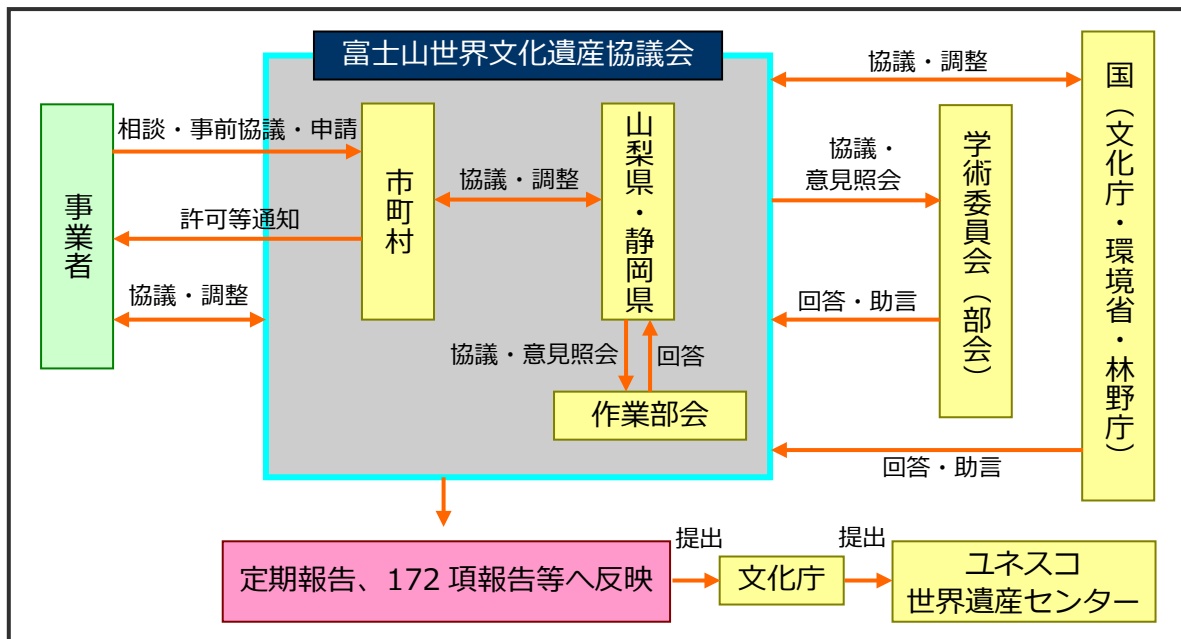 富士山世界文化遺産協議会
事業者
相談・事前協議・申請
許可等通知
協議・調整
市町村
協議・調整
山梨県・静岡県
協議・意見照会
回答
作業部会
協議・調整
協議・
意見照会
回答・助言
学術委員会（部会）
回答・助言
国（文化庁・環境省・林野庁）
定期報告、172 項報告等へ反映
提出
文化庁
提出
ユネスコ
世界遺産センター